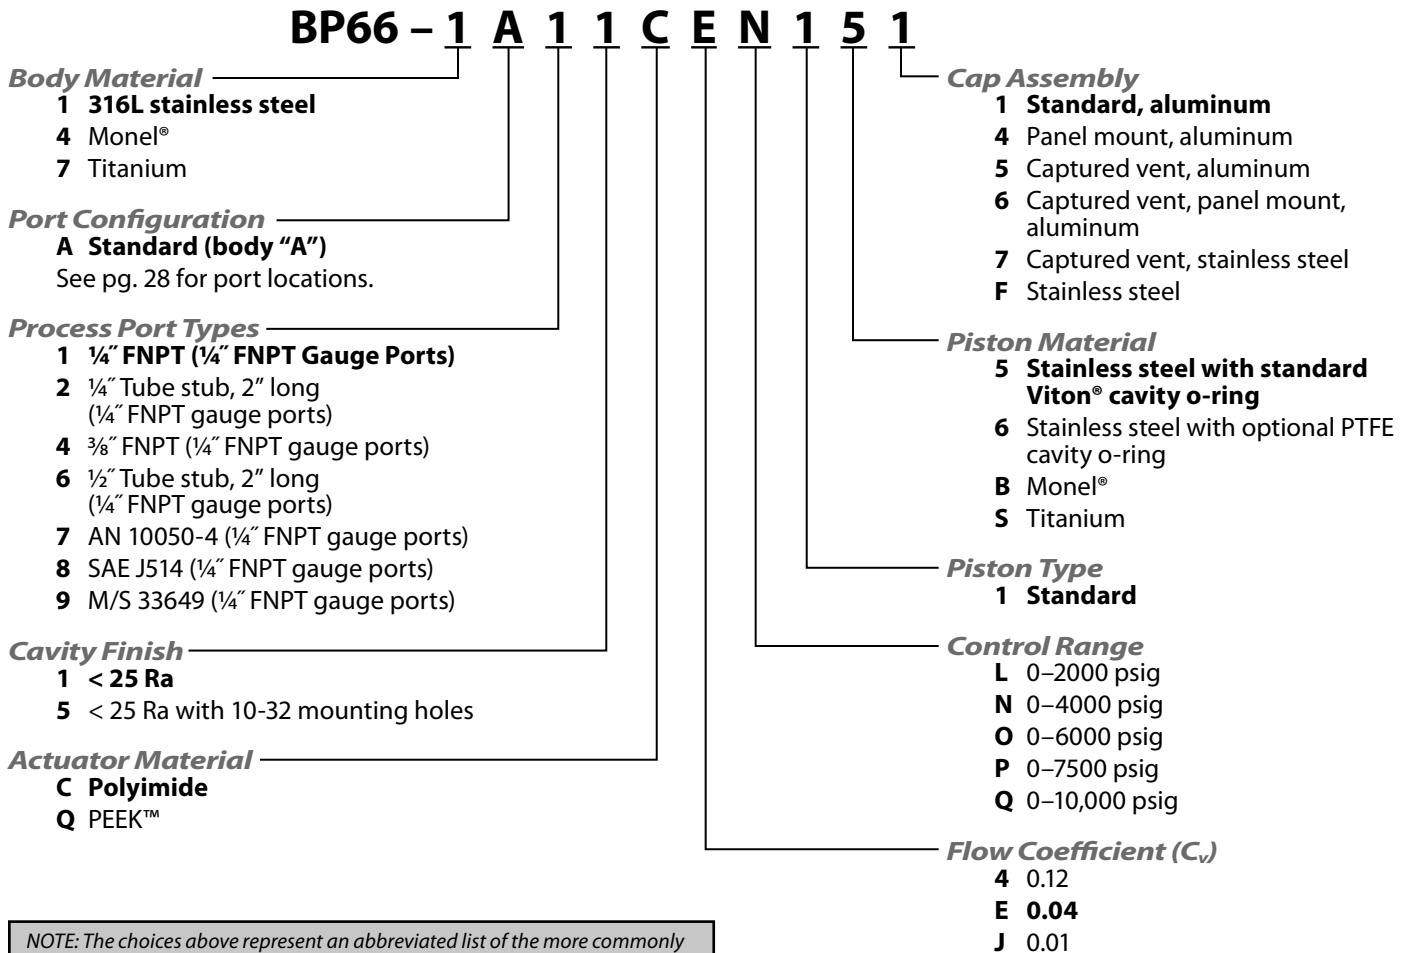 BP66 – 1 A 1 1 C E N 1 5 1
Body Material
1 316L stainless steel
4 Monel®
7 Titanium
Port Configuration
A Standard (body “A”)
See pg. 28 for port locations.
Process Port Types
1 ¼˝ FNPT (¼˝ FNPT Gauge Ports)
2 ¼˝ Tube stub, 2” long
(¼˝ FNPT gauge ports)
4 ⅜˝ FNPT (¼˝ FNPT gauge ports)
6 ½˝ Tube stub, 2” long
(¼˝ FNPT gauge ports)
7 AN 10050-4 (¼˝ FNPT gauge ports)
8 SAE J514 (¼˝ FNPT gauge ports)
9 M/S 33649 (¼˝ FNPT gauge ports)
Cavity Finish
1 < 25 Ra
5 < 25 Ra with 10-32 mounting holes
Actuator Material
C Polyimide
Q PEEK™
NOTE: The choices above represent an abbreviated list of the more commonly
Cap Assembly
1 Standard, aluminum
4 Panel mount, aluminum
5 Captured vent, aluminum
6 Captured vent, panel mount,
aluminum
7 Captured vent, stainless steel
F Stainless steel
Piston Material
5 Stainless steel with standard
Viton® cavity o-ring
6 Stainless steel with optional PTFE
cavity o-ring
B Monel®
S Titanium
Piston Type
1 Standard
Control Range
L 0–2000 psig
N 0–4000 psig
O 0–6000 psig
P 0–7500 psig
Q 0–10,000 psig
Flow Coefficient (Cv)
4 0.12
E 0.04
J 0.01